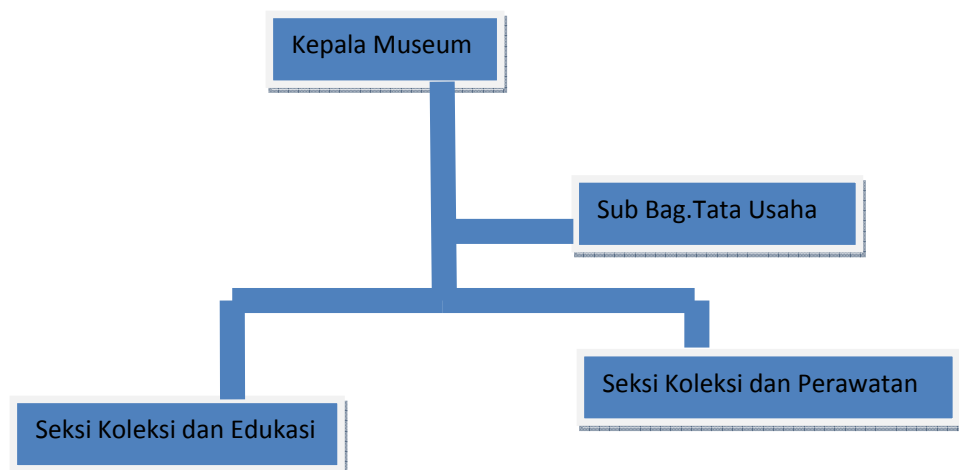 Kepala Museum
Sub Bag.Tata Usaha
Seksi Koleksi dan Perawatan
Seksi Koleksi dan Edukasi